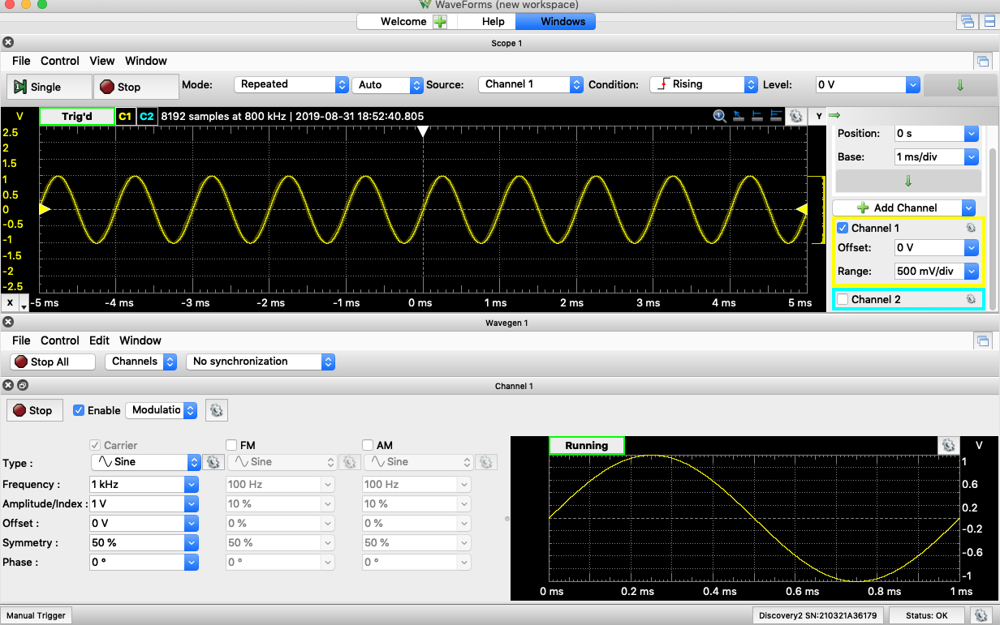 WaveForms (new workspace)
Welcome Help Windows
Scope 1
File Control View Window
Single Stop Mode: Repeated Auto Source: Channel 1 Condition: Rising Level: 0 V
V Trig'd C1 C2 8192 samples at 800 kHz | 2019-08-31 18:52:40.805 Y
2.5
2
1.5
1
0.5
0
-0.5
-1
-1.5
-2
-2.5
X -5 ms -4 ms -3 ms -2 ms -1 ms 0 ms 1 ms 2 ms 3 ms 4 ms 5 ms
Position: 0 s
Base: 1 ms/div
Add Channel
Channel 1
Offset: 0 V
Range: 500 mV/div
Channel 2
Wavegen 1
File Control Edit Window
Stop All Channels No synchronization
Channel 1
Stop Enable Modulatio
Carrier FM AM
Type : Sine Sine Sine
Frequency : 1 kHz 100 Hz 100 Hz
Amplitude/Index : 1 V 10 % 10 %
Offset : 0 V 0 % 0 %
Symmetry : 50 % 50 % 50 %
Phase : 0 ° 0 ° 0 °
Running V
1
0.6
0.2
-0.2
-0.6
-1
0 ms 0.2 ms 0.4 ms 0.6 ms 0.8 ms 1 ms
Manual Trigger Discovery2 SN:210321A36179 Status: OK